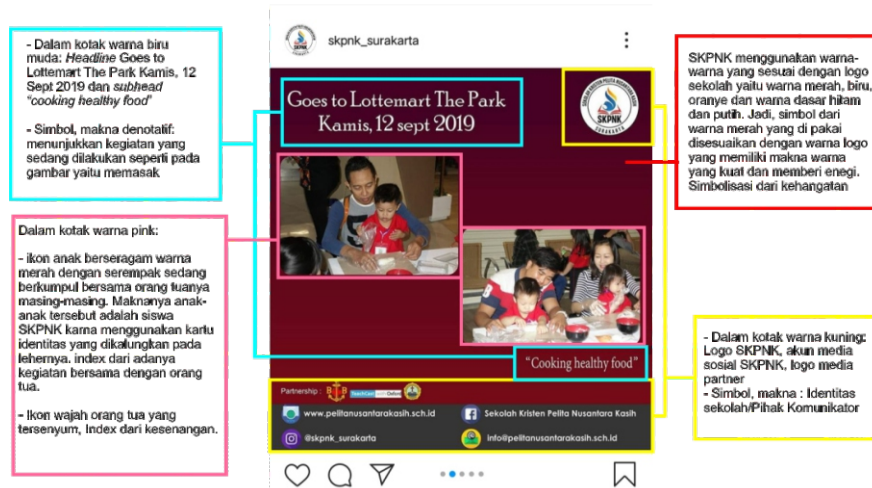 - Dalam kotak warna biru
muda: Headline Goes to
Lottemart The Park Kamis, 12
Sept 2019 dan subhead
"cooking healthy food"
- Simbol, makna denotatif:
menunjukkan kegiatan yang
sedang dilakukan seperti pada
gambar yaitu memasak
Dalam kotak warna pink:
- ikon anak berseragam warna
merah dengan serempak sedang
berkumpul bersama orang tuanya
masing-masing. Maknanya anak-
anak tersebut adalah siswa
SKPNK karna menggunakan kartu
identitas yang dikalungkan pada
lehernya. index dari adanya
kegiatan bersama dengan orang
tua.
- Ikon wajah orang tua yang
tersenyum, Index dari kesenangan.
SKPNK
skpnk_surakarta
Goes to Lottemart The Park
Kamis, 12 sept 2019
SEKOLAH KRISTEN PELITA NUSANTARA KASIH
SKPNK
SURAKARTA
"Cooking healthy food"
Partnership :
www.pelitanusantarakasih.sch.id
Sekolah Kristen Pelita Nusantara Kasih
@skpnk_surakarta
info@pelitanusantarakasih.sch.id
SKPNK menggunakan warna-
warna yang sesuai dengan logo
sekolah yaitu warna merah, biru,
oranye dan warna dasar hitam
dan putih. Jadi, simbol dari
warna merah yang di pakai
disesuaikan dengan warna logo
yang memiliki makna warna
yang kuat dan memberi enegi.
Simbolisasi dari kehangatan
- Dalam kotak warna kuning:
Logo SKPNK, akun media
sosial SKPNK, logo media
partner
- Simbol, makna : Identitas
sekolah/Pihak Komunikator